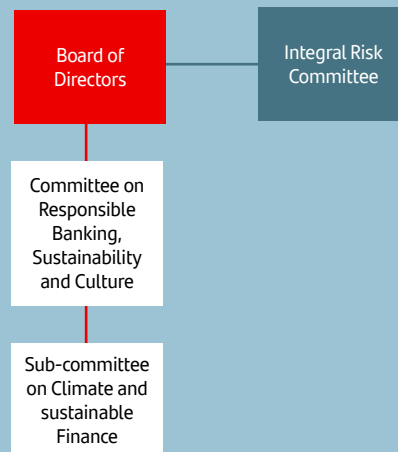 Board of
Directors
Integral Risk
Committee
Committee on
Responsible
Banking,
Sustainability
and Culture
Sub-committee
on Climate and
sustainable
Finance